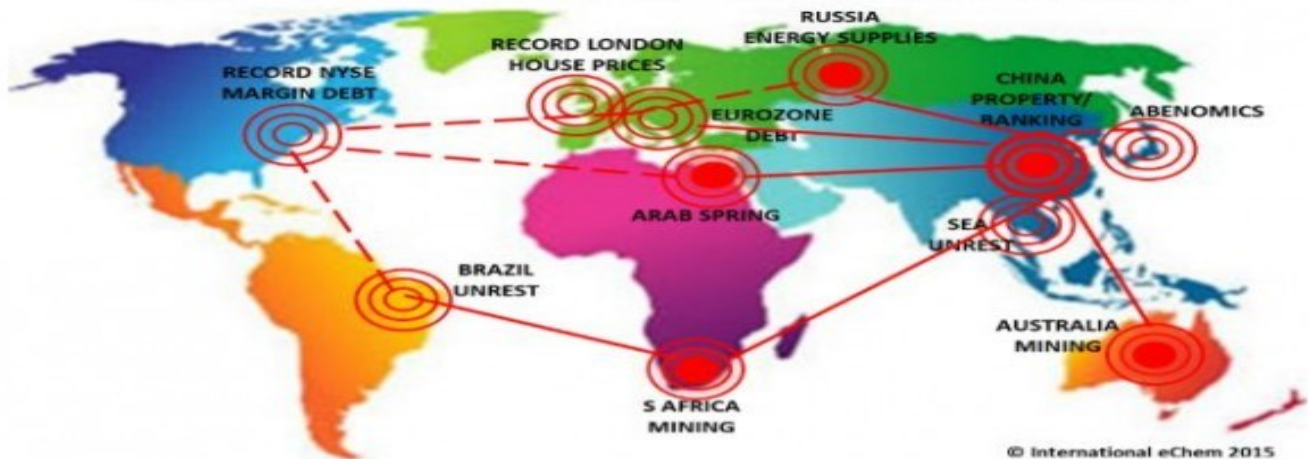 RUSSIA
ENERGY SUPPLIES
RECORD LONDON
HOUSE PRICES
RECORD NYSE
MARGIN DEBT
CHINA
PROPERTY/
BANKING
ABENOMICS
EUROZONE
DEBT
ARAB SPRING
SEA
UNREST
BRAZIL
UNREST
AUSTRALIA
MINING
S AFRICA
MINING
© International eChem 2015